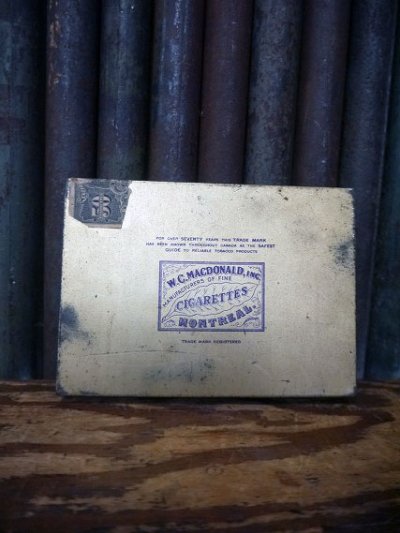 FOR OVER SEVENTY YEARS THIS TRADE MARK
HAS BEEN KNOWN THROUGHOUT CANADA AS THE SAFEST
GUIDE TO RELIABLE TOBACCO PRODUCTS
W.C. MACDONALD, INC.
MANUFACTURERS OF FINE
CIGARETTES
MONTREAL.
TRADE MARK REGISTERED